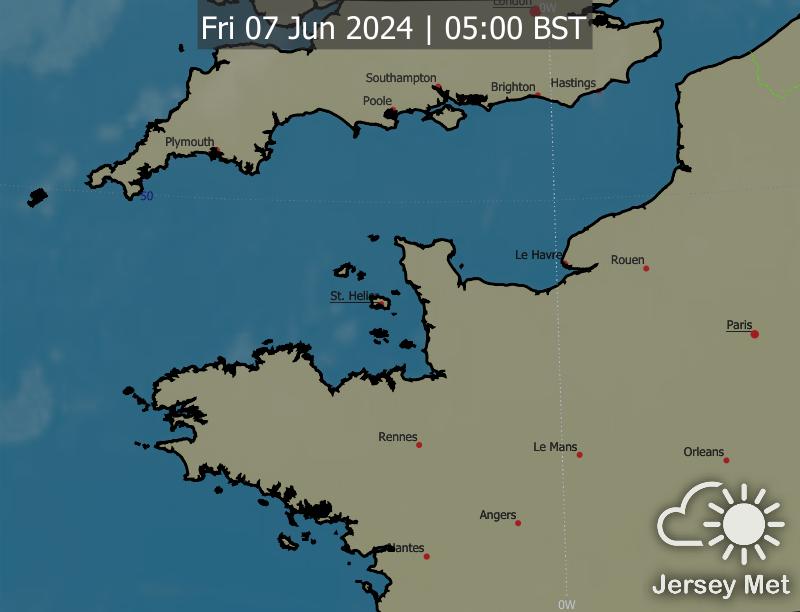 London
0W
Fri 07 Jun 2024 | 05:00 BST
Southampton
Brighton
Hastings
Poole
Plymouth
50
Le Havre
Rouen
St. Helier
Paris
Rennes
Le Mans
Orleans
Angers
Nantes
Jersey Met
0W